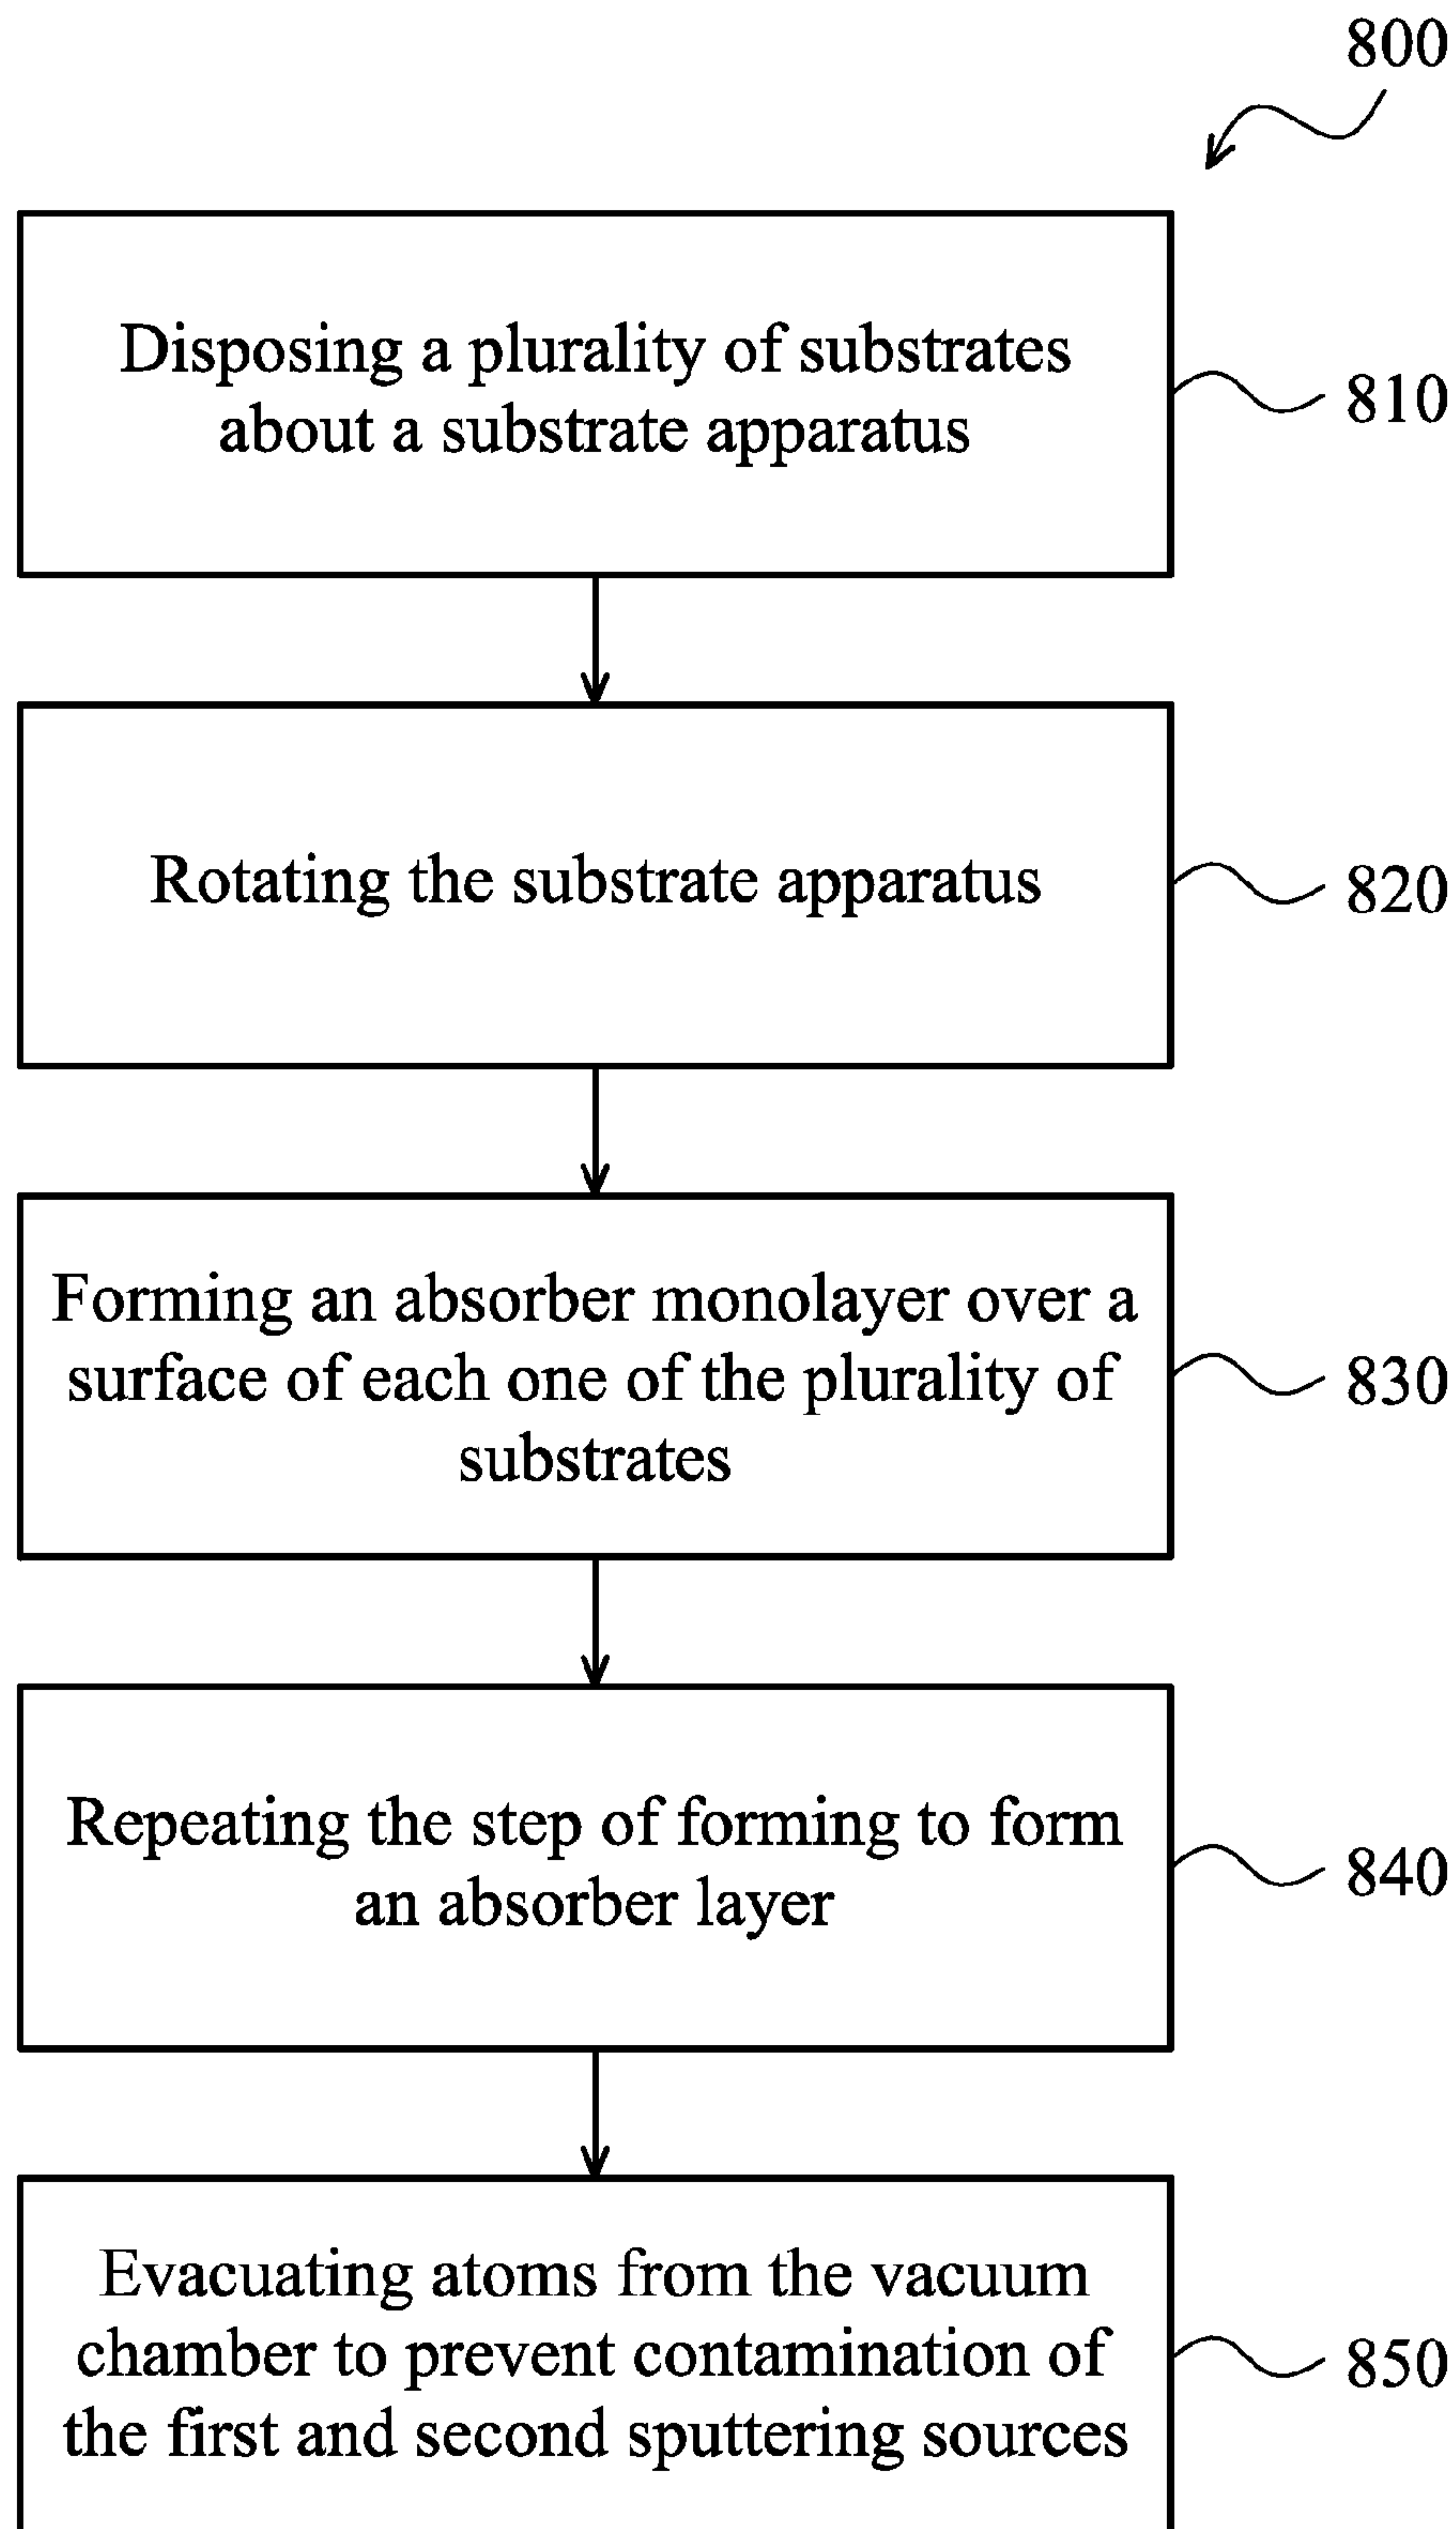 800
Disposing a plurality of substrates
about a substrate apparatus
810
Rotating the substrate apparatus
820
Forming an absorber monolayer over a
surface of each one of the plurality of
substrates
830
Repeating the step of forming to form
an absorber layer
840
Evacuating atoms from the vacuum
chamber to prevent contamination of
the first and second sputtering sources
850